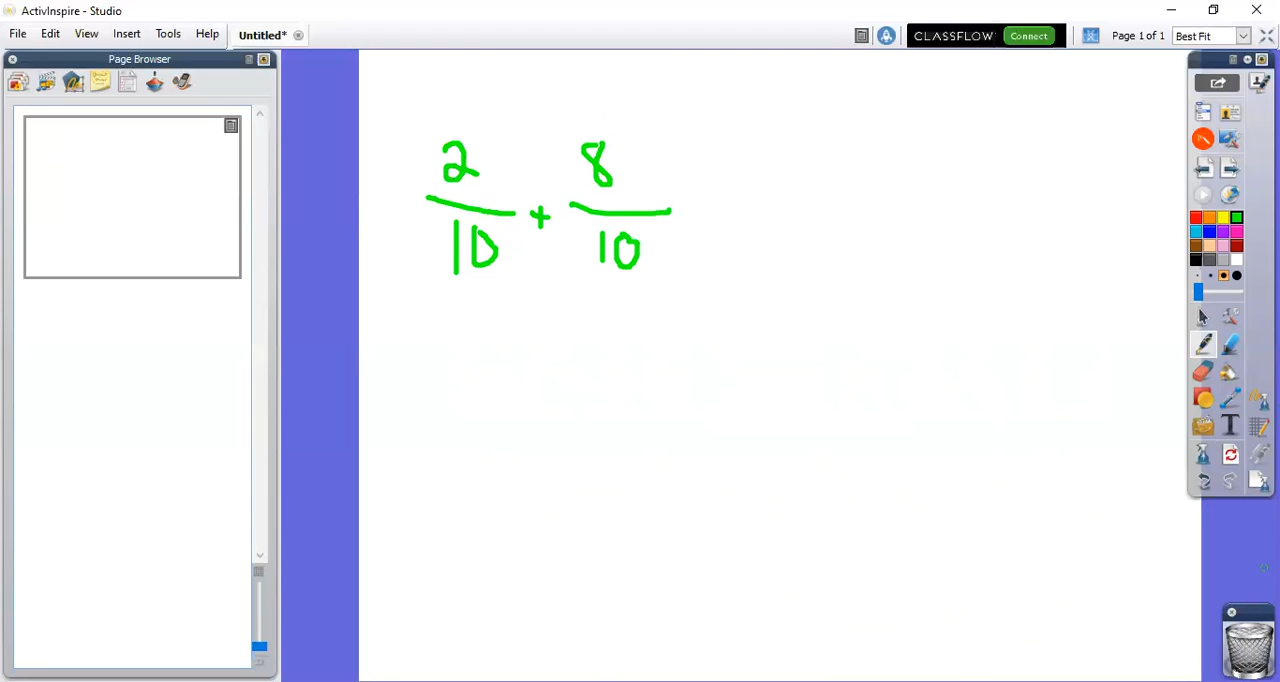 ActivInspire - Studio
File Edit View Insert Tools Help Untitled* CLASSFLOW Connect Page 1 of 1 Best Fit
Page Browser
2/10 + 8/10